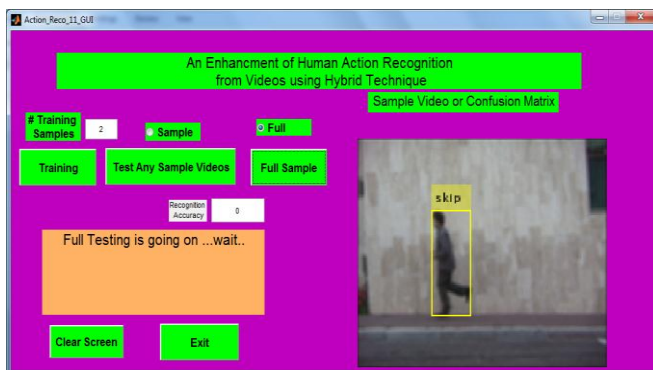 Action_Reco_11_GUI
An Enhancment of Human Action Recognition
from Videos using Hybrid Technique
Sample Video or Confusion Matrix
# Training
Samples
2
Sample
Full
Training
Test Any Sample Videos
Full Sample
Recognition
Accuracy
0
skip
Full Testing is going on ...wait..
Clear Screen
Exit